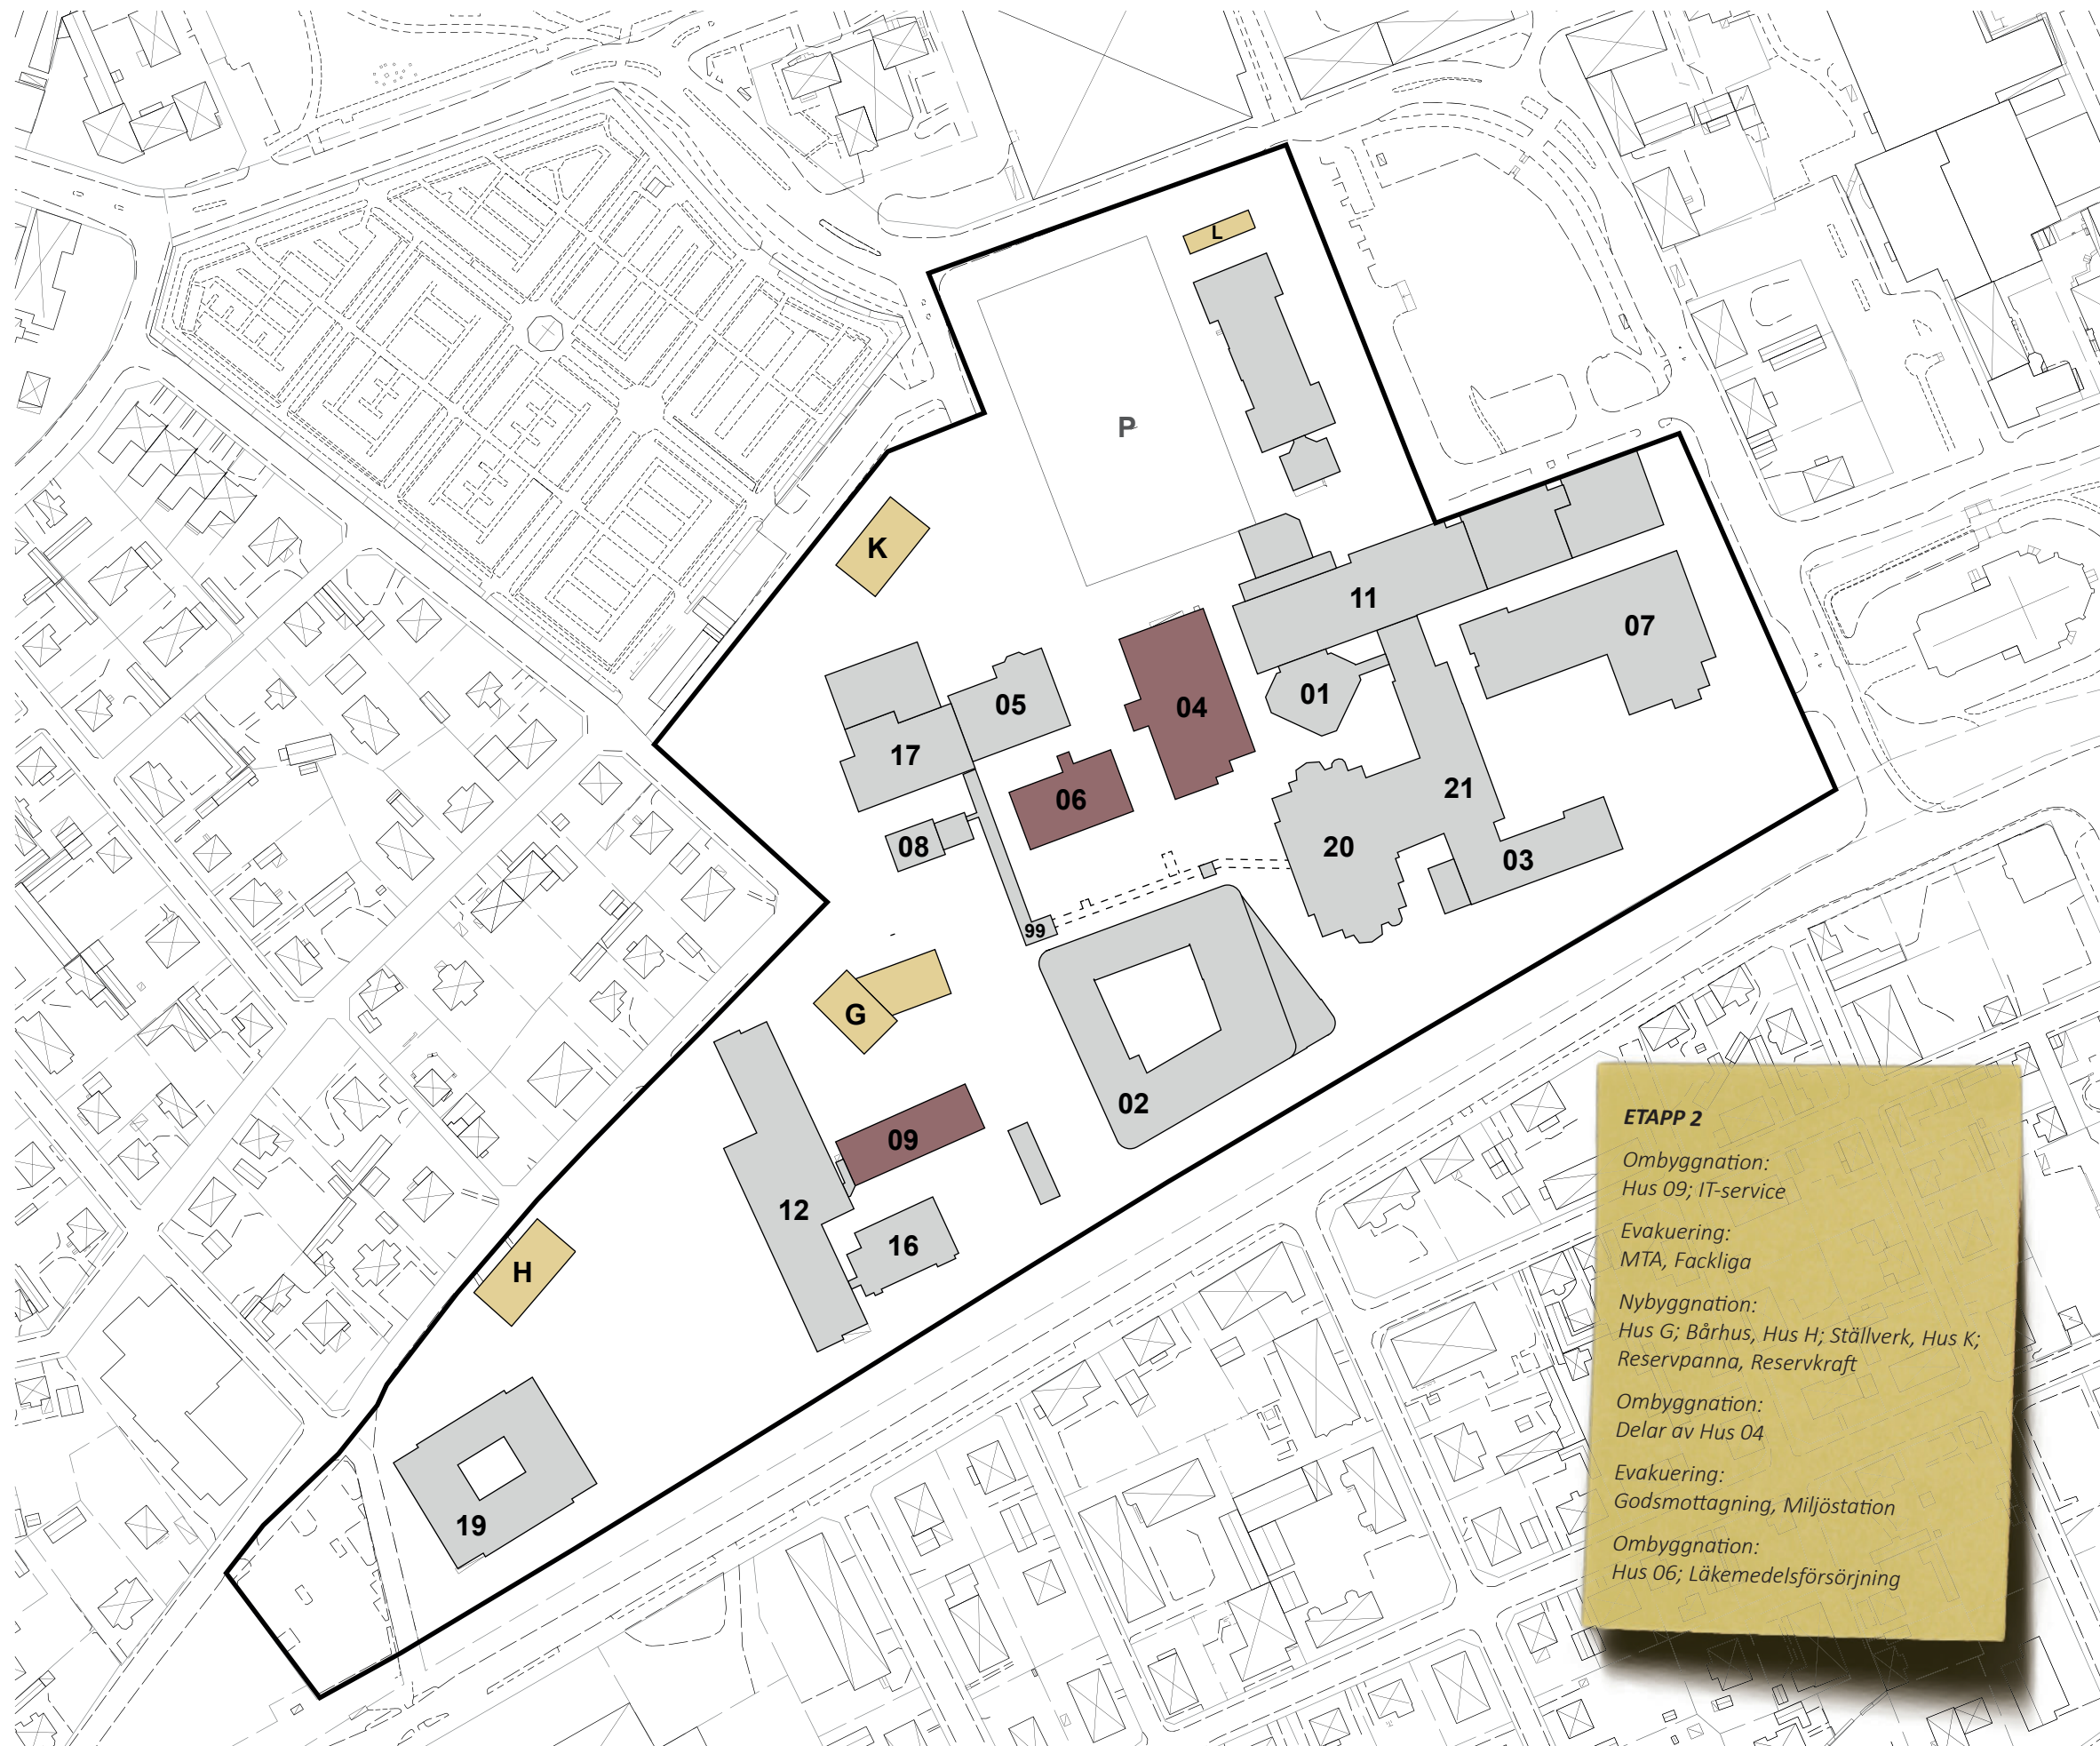 L
P
K
11
07
05
01
04
17
06
21
08
20
03
99
G
02
09
12
16
H
19
ETAPP 2
Ombyggnation:
Hus 09; IT-service
Evakuering:
MTA, Fackliga
Nybyggnation:
Hus G; Bårhus, Hus H; Ställverk, Hus K;
Reservpanna, Reservkraft
Ombyggnation:
Delar av Hus 04
Evakuering:
Godsmottagning, Miljöstation
Ombyggnation:
Hus 06; Läkemedelsförsörjning